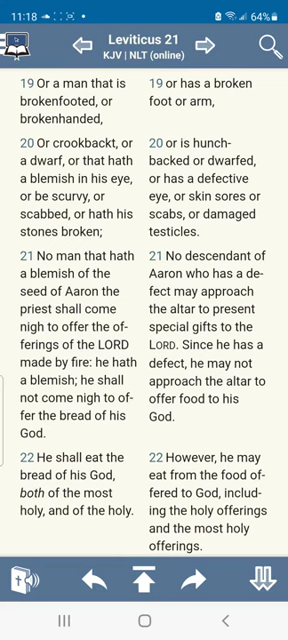 11:18
64%
Leviticus 21
KJV | NLT (online)
19 Or a man that is
brokenfooted, or
brokenhanded,
20 Or crookbackt, or
a dwarf, or that hath
a blemish in his eye,
or be scurvy, or
scabbed, or hath his
stones broken;
21 No man that hath
a blemish of the
seed of Aaron the
priest shall come
nigh to offer the of-
ferings of the LORD
made by fire: he hath
a blemish; he shall
not come nigh to of-
fer the bread of his
God.
22 He shall eat the
bread of his God,
both of the most
holy, and of the holy.
19 or has a broken
foot or arm,
20 or is hunch-
backed or dwarfed,
or has a defective
eye, or skin sores or
scabs, or damaged
testicles.
21 No descendant of
Aaron who has a de-
fect may approach
the altar to present
special gifts to the
LORD. Since he has a
defect, he may not
approach the altar to
offer food to his
God.
22 However, he may
eat from the food of-
fered to God, includ-
ing the holy offerings
and the most holy
offerings.